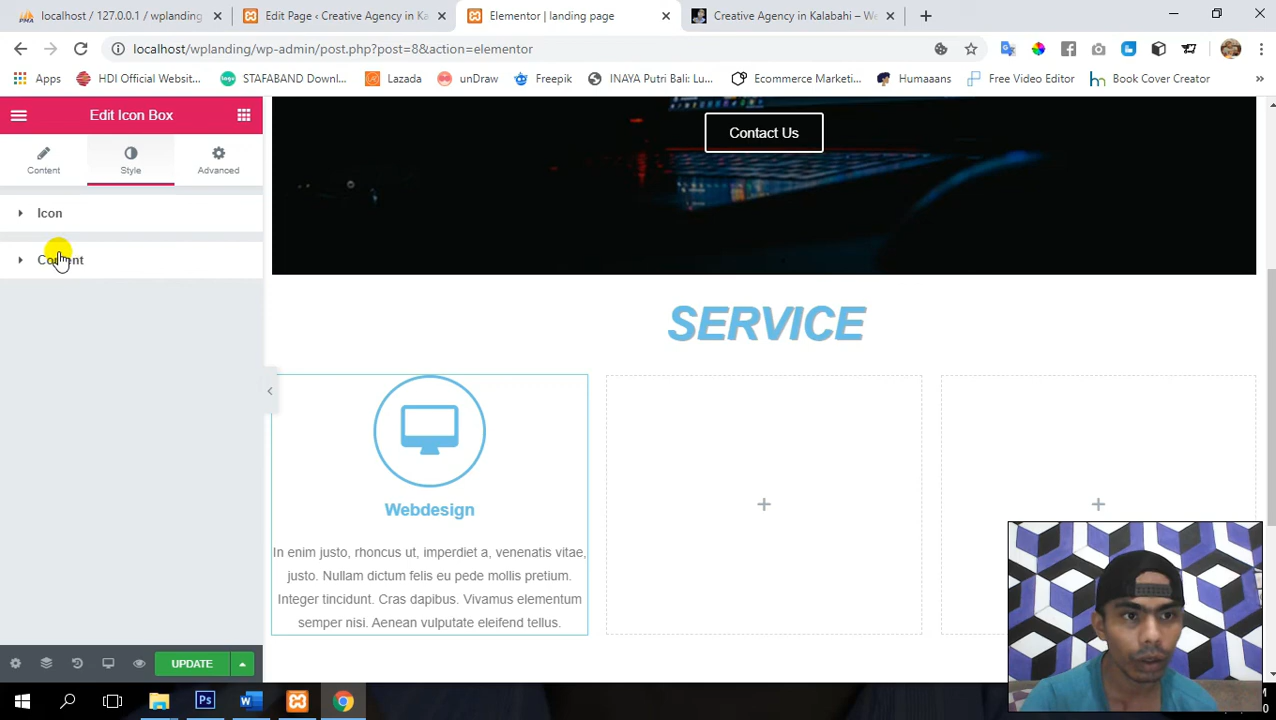 localhost / 127.0.0.1 / wplanding
Edit Page ‹ Creative Agency in Ka
Elementor | landing page
Creative Agency in Kalabahi – We
localhost/wplanding/wp-admin/post.php?post=8&action=elementor
Apps
HDI Official Websit...
STAFABAND Downl...
Lazada
unDraw
Freepik
INAYA Putri Bali: Lu...
Ecommerce Marketi...
Humaaans
Free Video Editor
Book Cover Creator
»
Edit Icon Box
Content
Style
Advanced
Icon
Content
UPDATE
Contact Us
SERVICE
Webdesign
In enim justo, rhoncus ut, imperdiet a, venenatis vitae,
justo. Nullam dictum felis eu pede mollis pretium.
Integer tincidunt. Cras dapibus. Vivamus elementum
semper nisi. Aenean vulputate eleifend tellus.